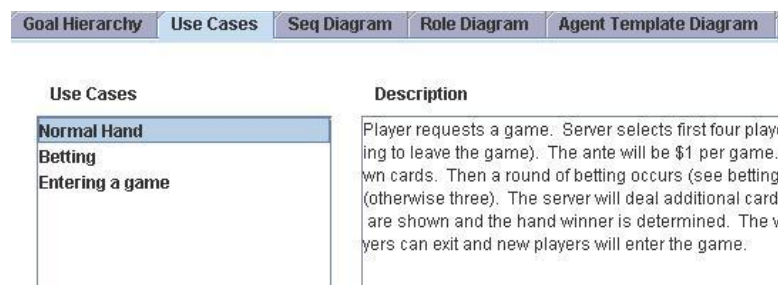 Goal Hierarchy Use Cases Seq Diagram Role Diagram Agent Template Diagram
Use Cases Description
Normal Hand
Betting
Entering a game
Player requests a game. Server selects first four
ing to leave the game). The ante will be $1 per game.
wn cards. Then a round of betting occurs (see betting
(otherwise three). The server will deal additional card
are shown and the hand winner is determined. The
yers can exit and new players will enter the game.